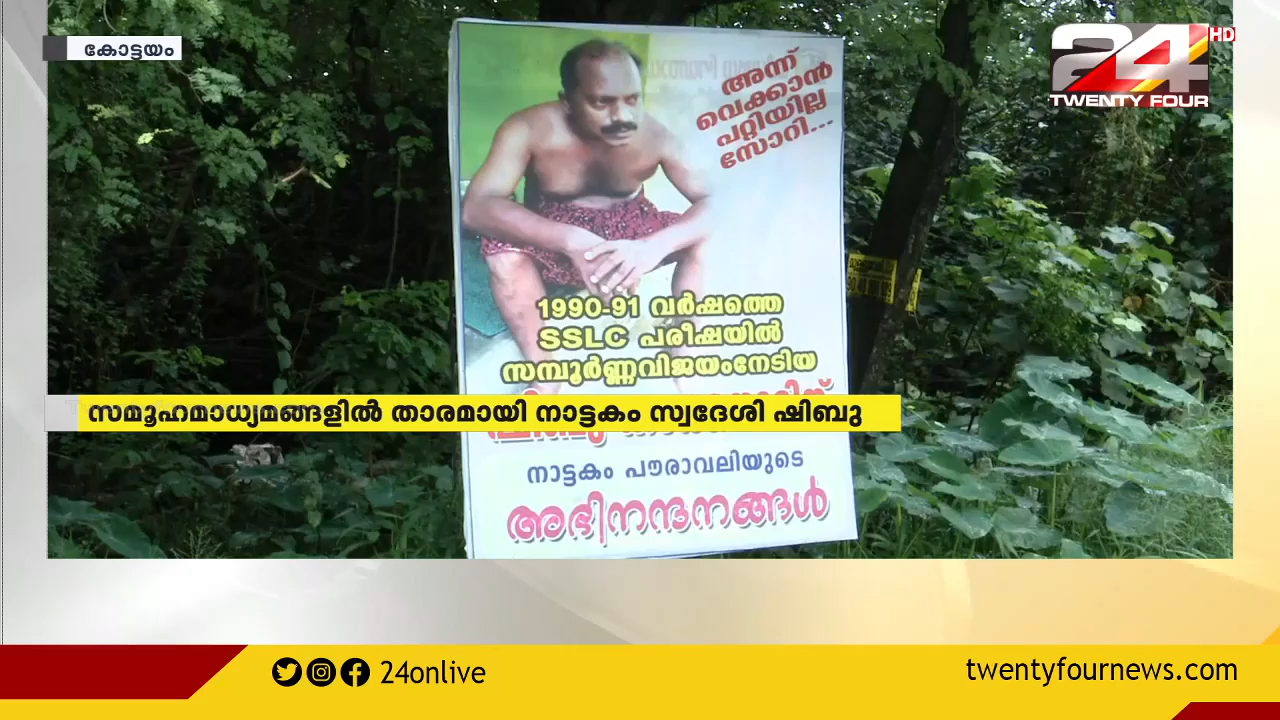 കോട്ടയം
24 HD
TWENTY FOUR
അന്ന്
വെക്കാൻ
പറ്റിയില്ല
സോറി...
1990-91 വർഷത്തെ
SSLC പരീഷയിൽ
സമ്പൂർണ്ണവിജയംനേടിയ
സമൂഹമാധ്യമങ്ങളിൽ താരമായി നാട്ടകം സ്വദേശി ഷിബു
നാട്ടകം പൗരാവലിയുടെ
അഭിനന്ദനങ്ങൾ
24onlive
twentyfournews.com